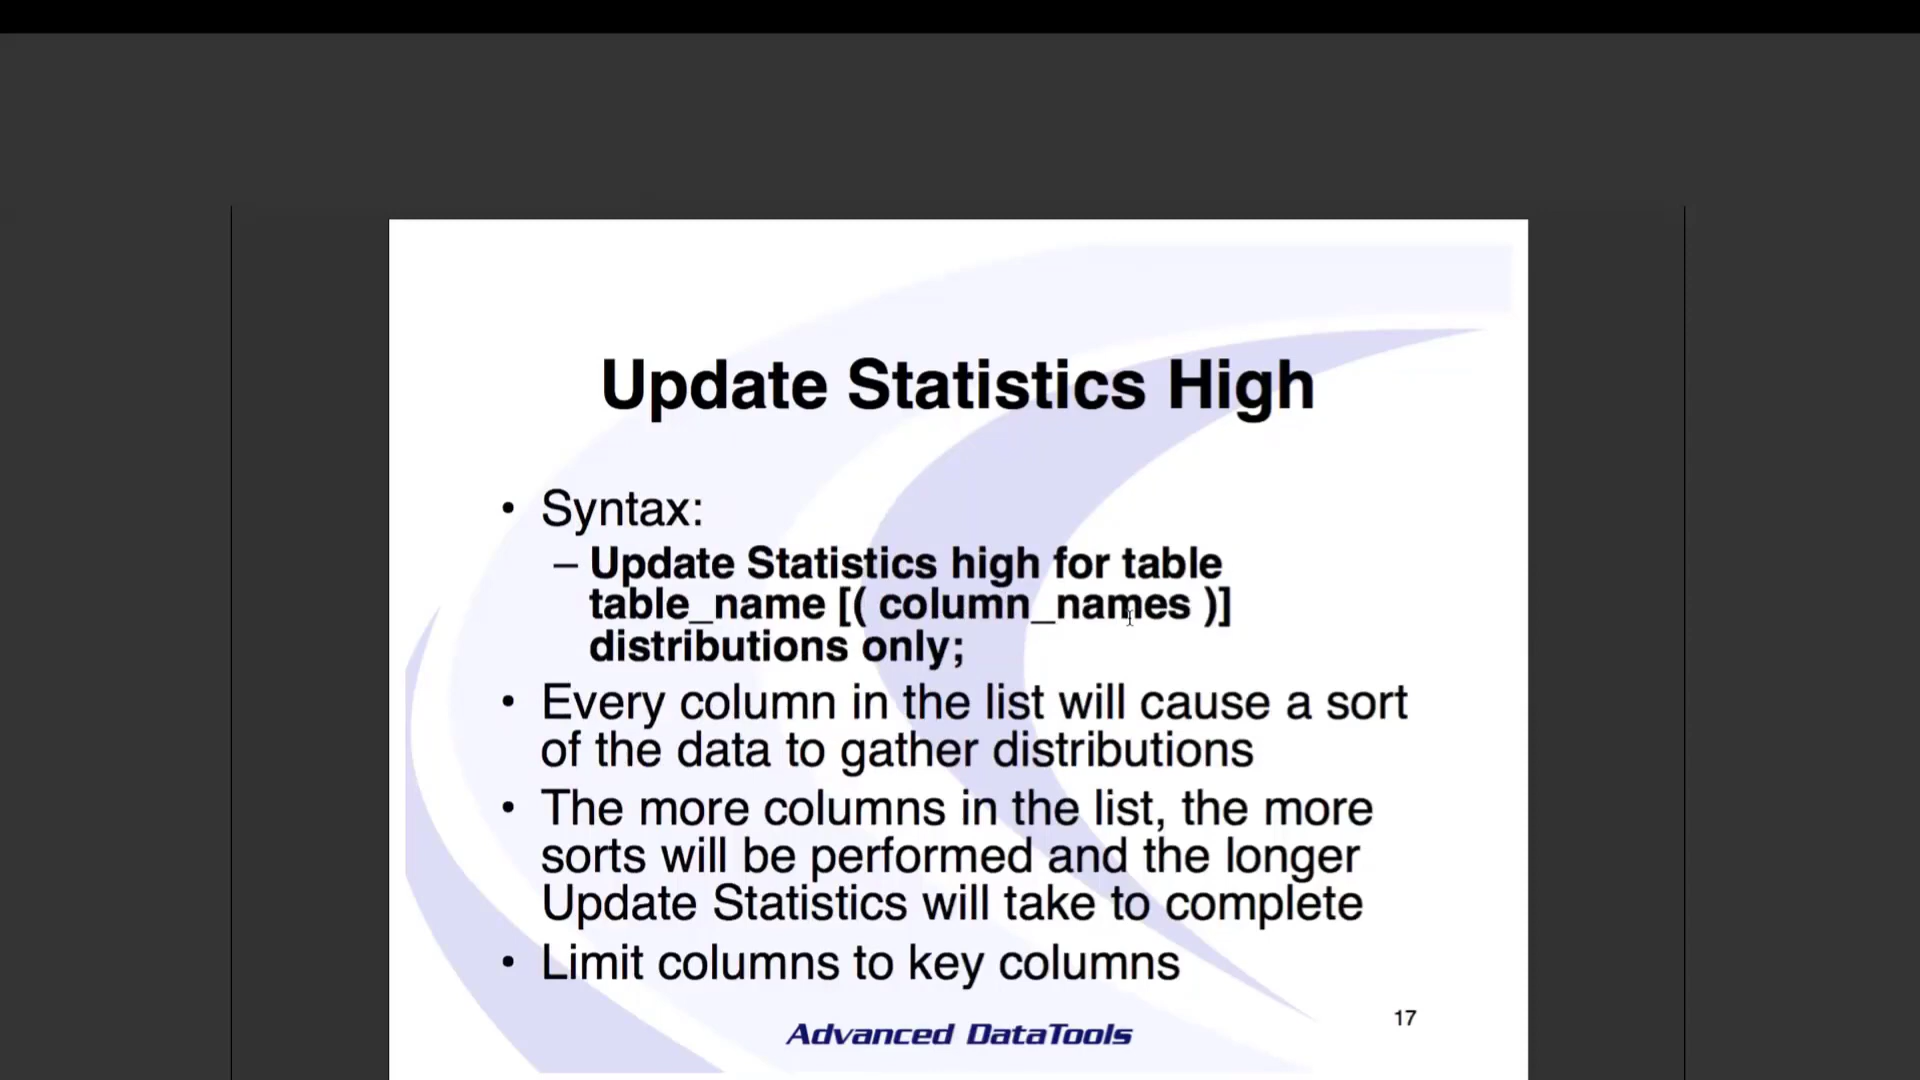 Update Statistics High
• Syntax:
– Update Statistics high for table
table_name [( column_names )]
distributions only;
• Every column in the list will cause a sort
of the data to gather distributions
• The more columns in the list, the more
sorts will be performed and the longer
Update Statistics will take to complete
• Limit columns to key columns
17
Advanced DataTools